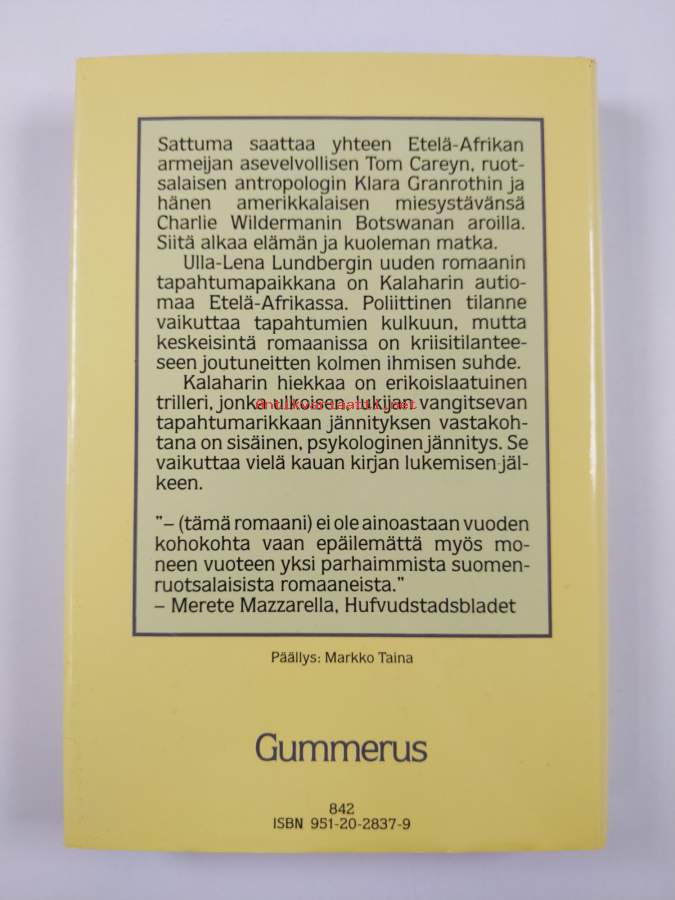 Sattuma saattaa yhteen Etelä-Afrikan
armeijan asevelvollisen Tom Careyn, ruot-
salaisen antropologin Klara Granrothin ja
hänen amerikkalaisen miesystävänsä
Charlie Wildermanin Botswanan aroilla.
Siitä alkaa elämän ja kuoleman matka.
Ulla-Lena Lundbergin uuden romaanin
tapahtumapaikkana on Kalaharin autio-
maa Etelä-Afrikassa. Poliittinen tilanne
vaikuttaa tapahtumien kulkuun, mutta
keskeisintä romaanissa on kriisitilantee-
seen joutuneitten kolmen ihmisen suhde.
Kalaharin hiekkaa on erikoislaatuinen
trilleri, jonka ulkoisen, lukijan vangitsevan
antikvariaatti.net
tapahtumarikkaan jännityksen vastakoh-
tana on sisäinen, psykologinen jännitys. Se
vaikuttaa vielä kauan kirjan lukemisen jäl-
keen.
"– (tämä romaani) ei ole ainoastaan vuoden
kohokohta vaan epäilemättä myös mo-
neen vuoteen yksi parhaimmista suomen-
ruotsalaisista romaaneista."
– Merete Mazzarella, Hufvudstadsbladet
Päällys: Markko Taina
Gummerus
842
ISBN 951-20-2837-9